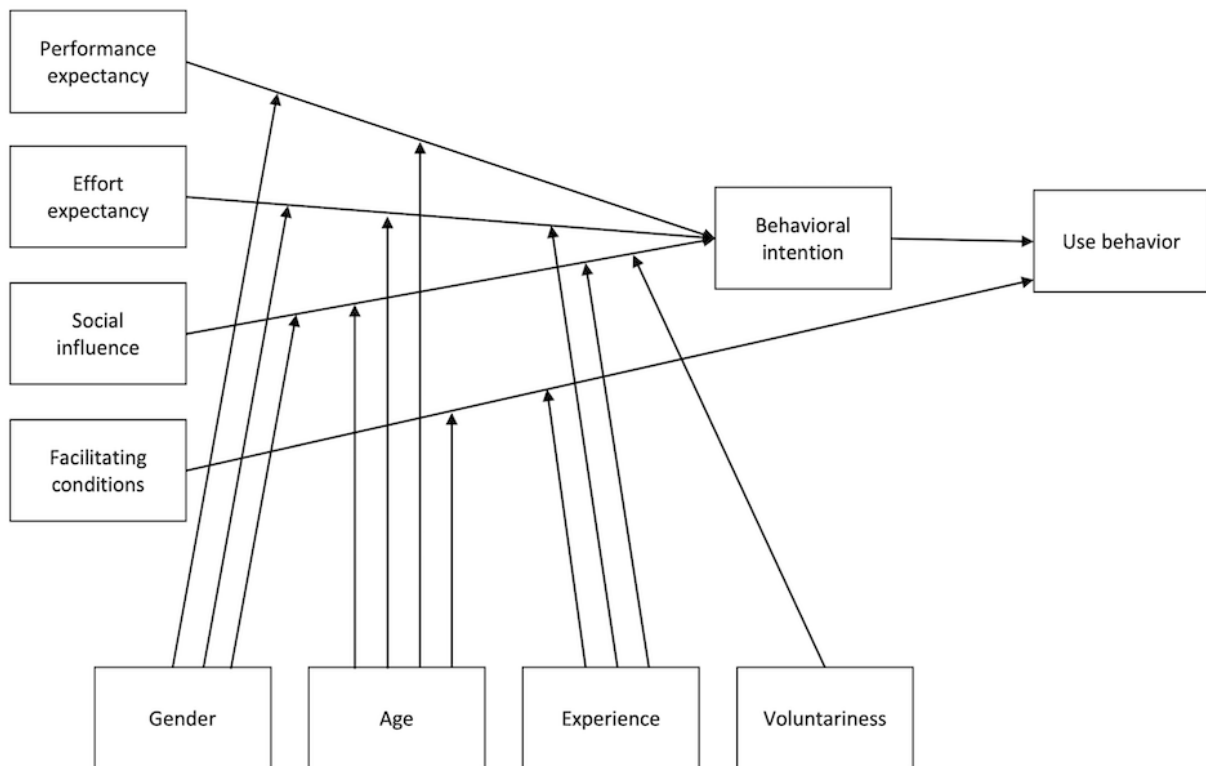 Performance
expectancy
Effort
expectancy
Social
influence
Facilitating
conditions
Behavioral
intention
Use behavior
Gender
Age
Experience
Voluntariness